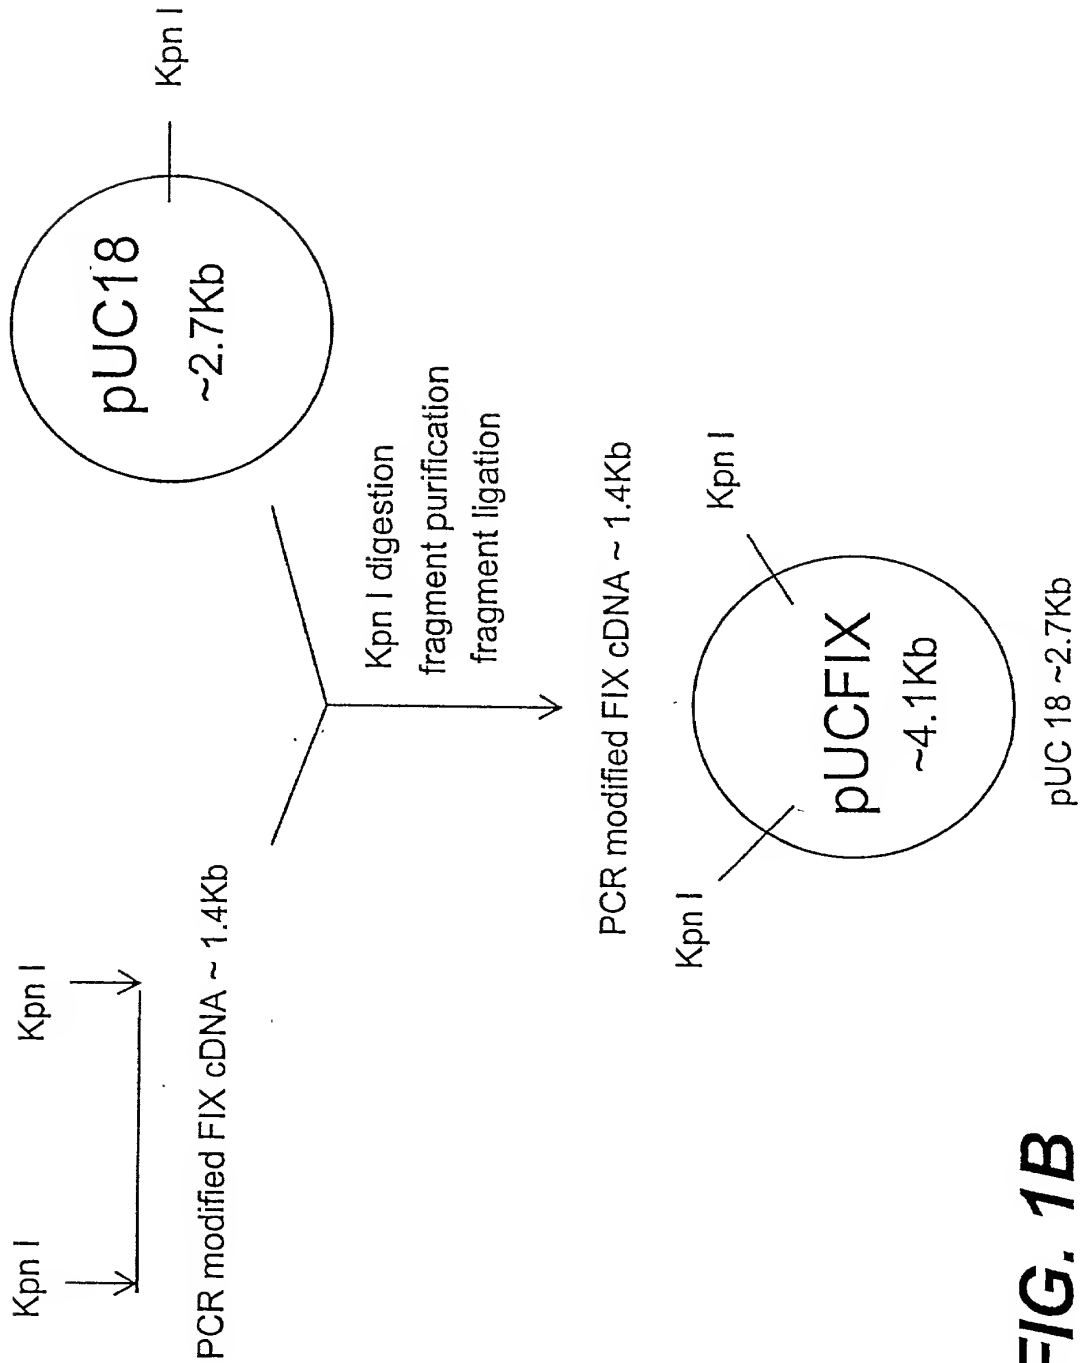 Kpn I
Kpn I
PCR modified FIX cDNA ~ 1.4Kb
pUC18
~2.7Kb
Kpn I
Kpn I digestion
fragment purification
fragment ligation
PCR modified FIX cDNA ~ 1.4Kb
Kpn I
Kpn I
pUCFIX
~4.1Kb
pUC 18 ~2.7Kb
FIG. 1B